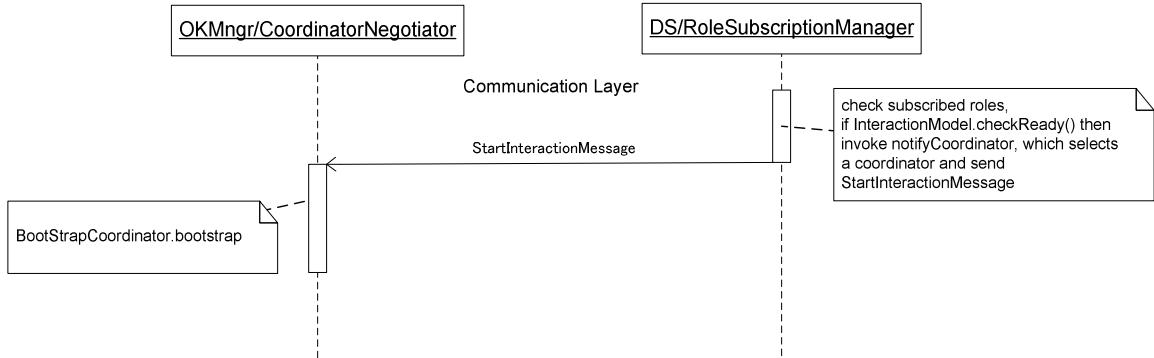 OKMngr/CoordinatorNegotiator
DS/RoleSubscriptionManager
Communication Layer
check subscribed roles,
if InteractionModel.checkReady() then
invoke notifyCoordinator, which selects
a coordinator and send
StartInteractionMessage
StartInteractionMessage
BootStrapCoordinator.bootstrap